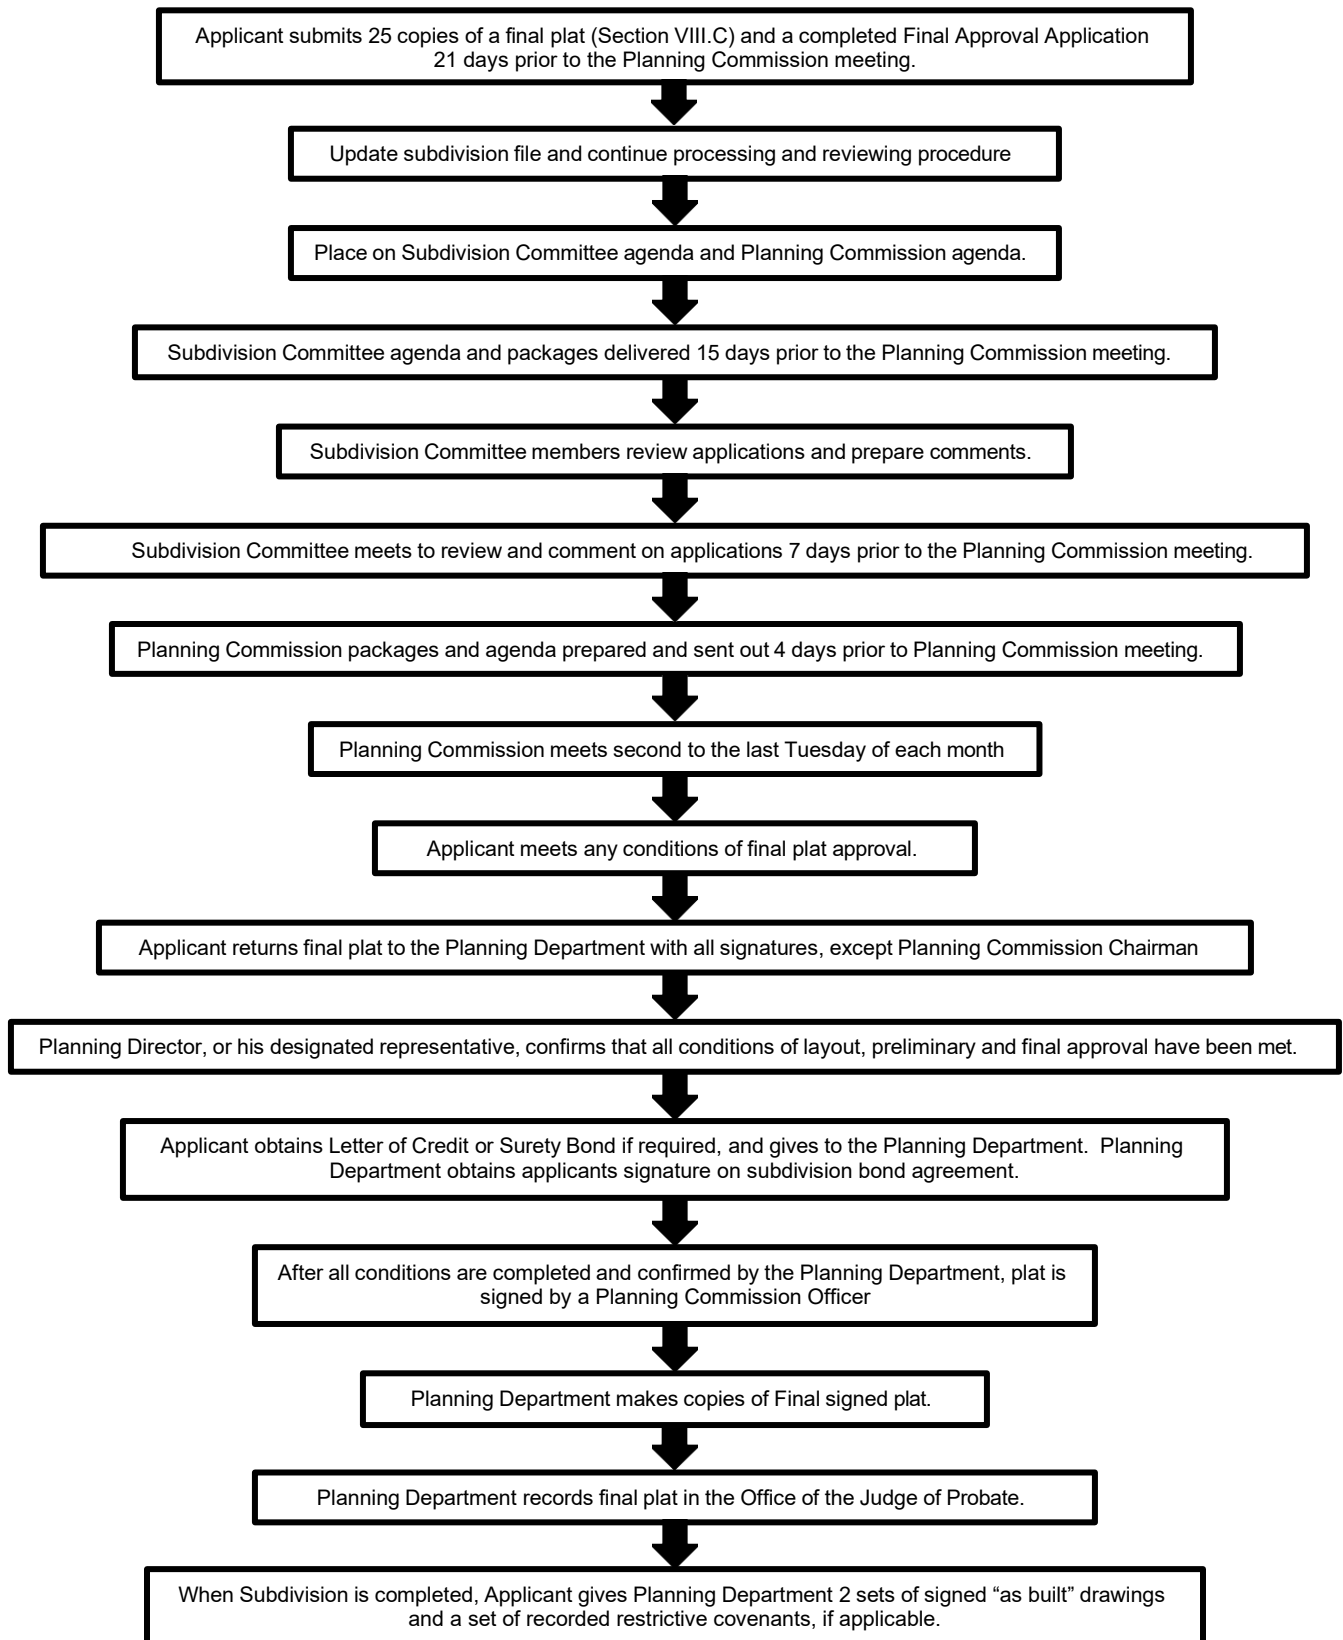 Applicant submits 25 copies of a final plat (Section VIII.C) and a completed Final Approval Application
21 days prior to the Planning Commission meeting.
Update subdivision file and continue processing and reviewing procedure
Place on Subdivision Committee agenda and Planning Commission agenda.
Subdivision Committee agenda and packages delivered 15 days prior to the Planning Commission meeting.
Subdivision Committee members review applications and prepare comments.
Subdivision Committee meets to review and comment on applications 7 days prior to the Planning Commission meeting.
Planning Commission packages and agenda prepared and sent out 4 days prior to Planning Commission meeting.
Planning Commission meets second to the last Tuesday of each month
Applicant meets any conditions of final plat approval.
Applicant returns final plat to the Planning Department with all signatures, except Planning Commission Chairman
Planning Director, or his designated representative, confirms that all conditions of layout, preliminary and final approval have been met.
Applicant obtains Letter of Credit or Surety Bond if required, and gives to the Planning Department.  Planning
Department obtains applicants signature on subdivision bond agreement.
After all conditions are completed and confirmed by the Planning Department, plat is
signed by a Planning Commission Officer
Planning Department makes copies of Final signed plat.
Planning Department records final plat in the Office of the Judge of Probate.
When Subdivision is completed, Applicant gives Planning Department 2 sets of signed “as built” drawings
and a set of recorded restrictive covenants, if applicable.